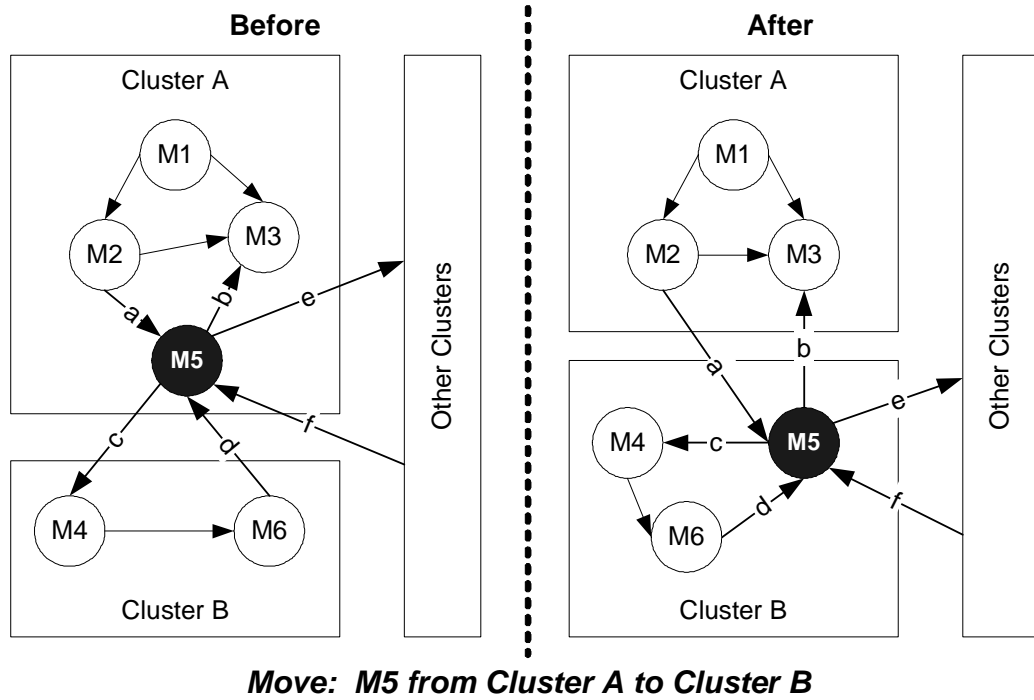 Before
Cluster A
M1
M2
M3
a
b
e
M5
c
d
f
M4
M6
Cluster B
Other Clusters
After
Cluster A
M1
M2
M3
a
b
e
M4
c
M5
d
f
M6
Cluster B
Other Clusters
Move: M5 from Cluster A to Cluster B